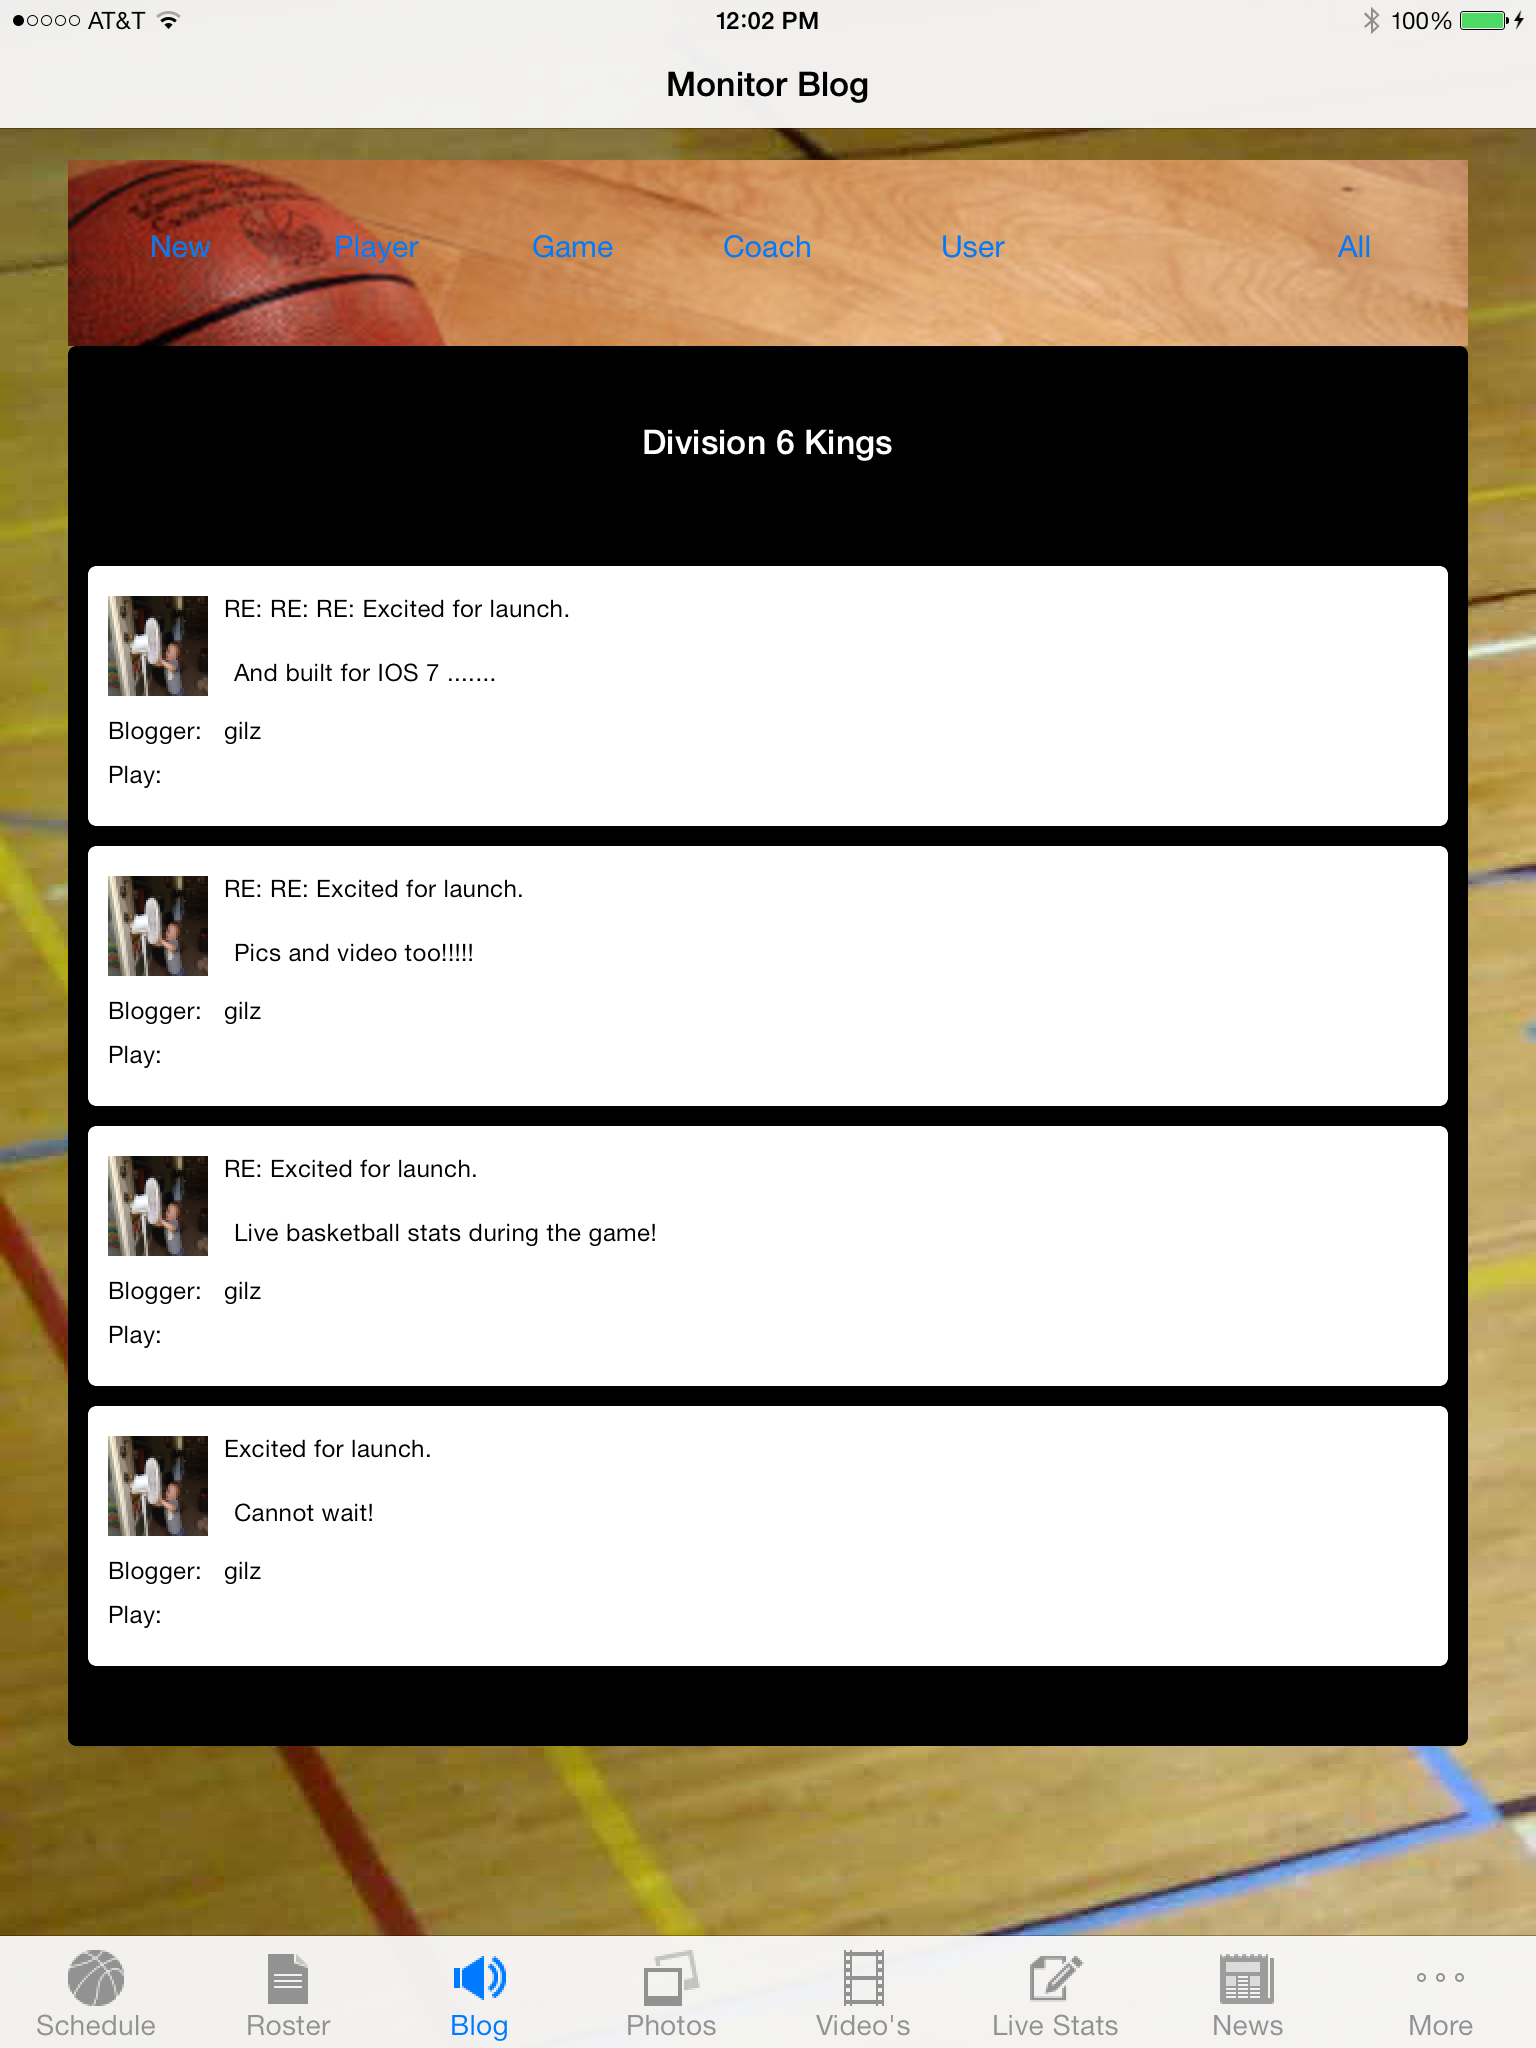 AT&T 12:02 PM 100%
Monitor Blog
New Player Game Coach User All
Division 6 Kings
RE: RE: RE: Excited for launch.
And built for IOS 7 .......
Blogger: gilz
Play:
RE: RE: Excited for launch.
Pics and video too!!!!!
Blogger: gilz
Play:
RE: Excited for launch.
Live basketball stats during the game!
Blogger: gilz
Play:
Excited for launch.
Cannot wait!
Blogger: gilz
Play:
Schedule Roster Blog Photos Video's Live Stats News More